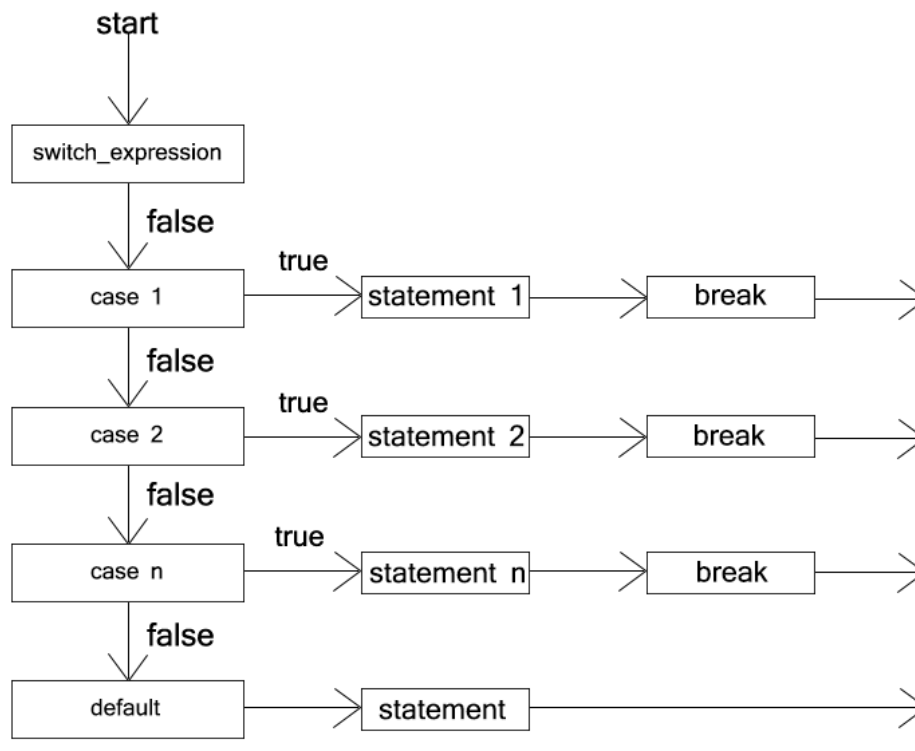 start
switch_expression
false
case 1
true
statement 1
break
false
case 2
true
statement 2
break
false
case n
true
statement n
break
false
default
statement